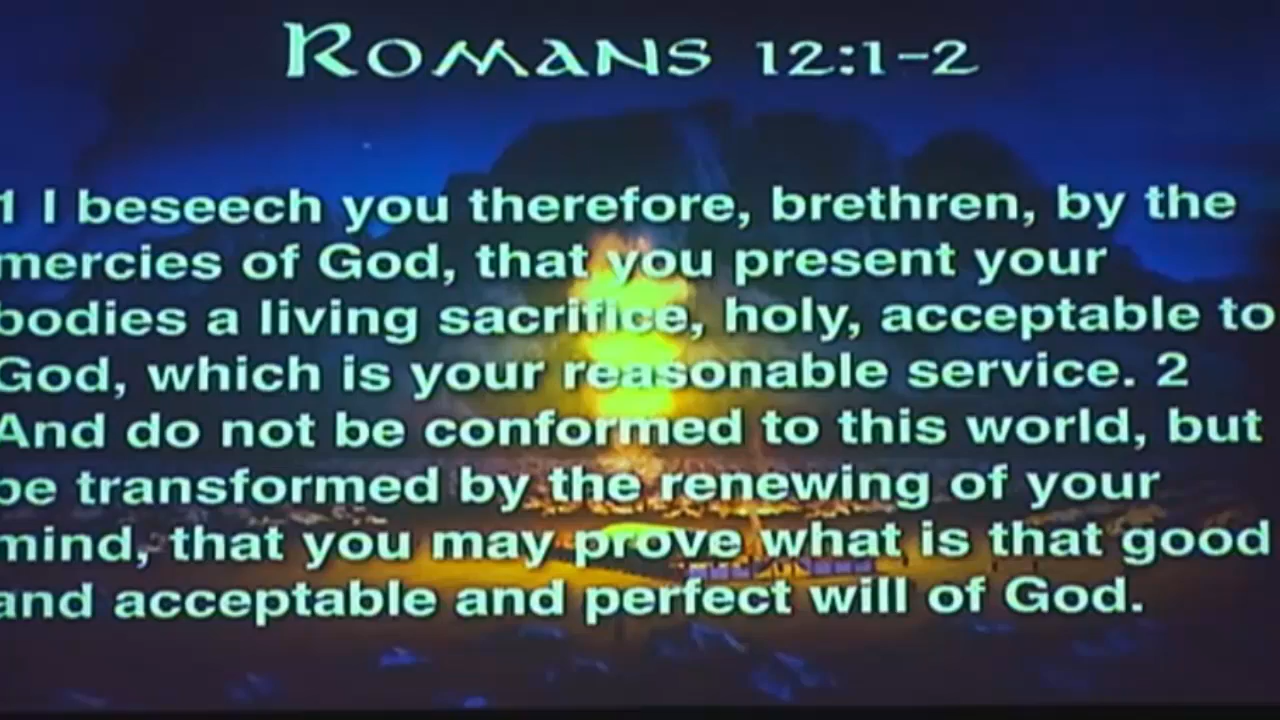 Romans 12:1-2
1 I beseech you therefore, brethren, by the
mercies of God, that you present your
bodies a living sacrifice, holy, acceptable to
God, which is your reasonable service. 2
And do not be conformed to this world, but
be transformed by the renewing of your
mind, that you may prove what is that good
and acceptable and perfect will of God.